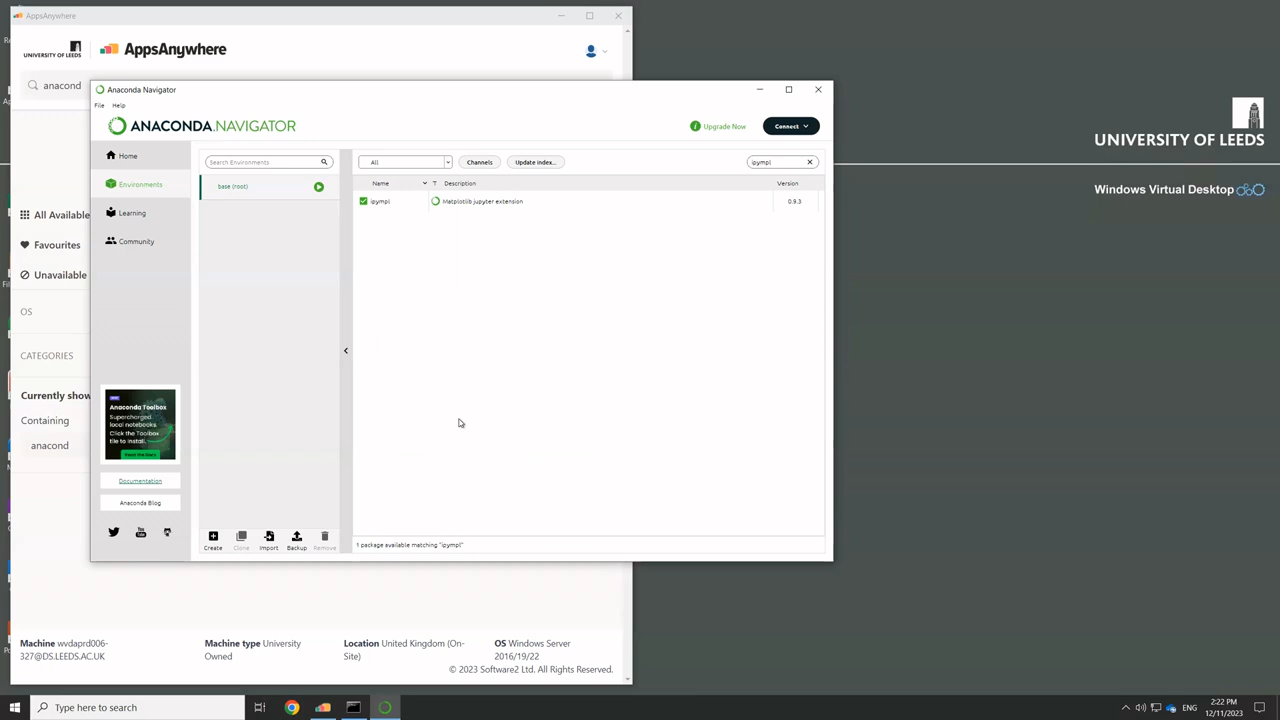 AppsAnywhere
UNIVERSITY OF LEEDS
AppsAnywhere
anacond
Anaconda Navigator
File Help
ANACONDA.NAVIGATOR
Upgrade Now
Connect
Home
Environments
Learning
Community
Search Environments
base (root)
All
Channels
Update index...
ipympl
Name
T
Description
Version
ipympl
Matplotlib jupyter extension
0.9.3
All Available
Favourites
Unavailable
OS
CATEGORIES
Currently show
Containing
anacond
NEW
Anaconda Toolbox
Supercharged
local notebooks.
Click the Toolbox
tile to install.
Read the Docs
Documentation
Anaconda Blog
You
Tube
Create
Clone
Import
Backup
Remove
1 package available matching "ipympl"
Machine wvdaprd006-
327@DS.LEEDS.AC.UK
Machine type University
Owned
Location United Kingdom (On-
Site)
OS Windows Server
2016/19/22
© 2023 Software2 Ltd. All Rights Reserved.
UNIVERSITY OF LEEDS
Windows Virtual Desktop
Type here to search
ENG
2:22 PM
12/11/2023